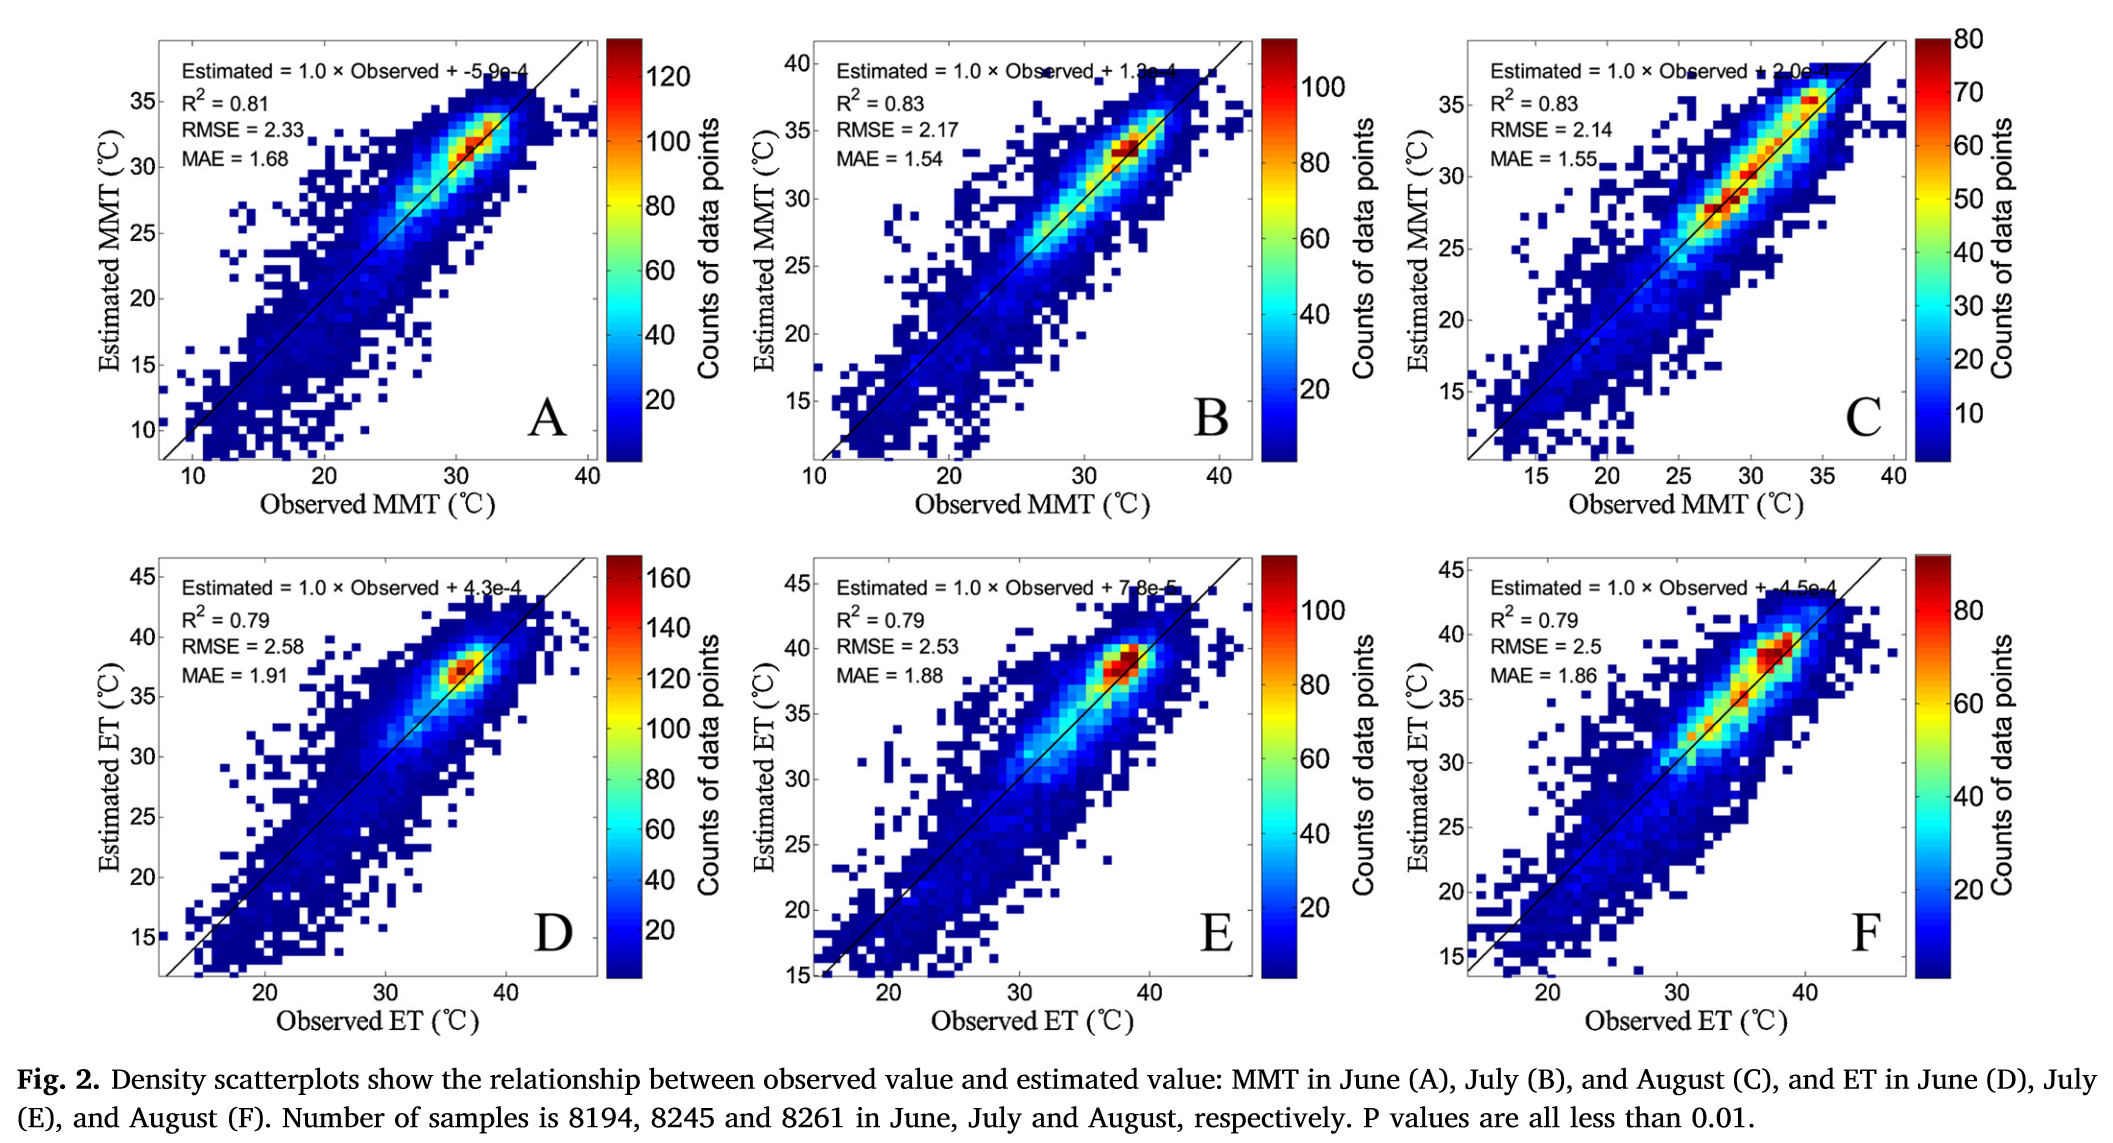 Estimated = 1.0 × Observed + -5.9e-4
R² = 0.81
RMSE = 2.33
MAE = 1.68
A
35
30
25
20
15
10
Estimated MMT (℃)
10 20 30 40
Observed MMT (℃)
120
100
80
60
40
20
Counts of data points
Estimated = 1.0 × Observed + 1.3e-4
R² = 0.83
RMSE = 2.17
MAE = 1.54
B
40
35
30
25
20
15
Estimated MMT (℃)
10 20 30 40
Observed MMT (℃)
100
80
60
40
20
Counts of data points
Estimated = 1.0 × Observed + 2.0e-4
R² = 0.83
RMSE = 2.14
MAE = 1.55
C
35
30
25
20
15
Estimated MMT (℃)
15 20 25 30 35 40
Observed MMT (℃)
80
70
60
50
40
30
20
10
Counts of data points
Estimated = 1.0 × Observed + 4.3e-4
R² = 0.79
RMSE = 2.58
MAE = 1.91
D
45
40
35
30
25
20
15
Estimated ET (℃)
20 30 40
Observed ET (℃)
160
140
120
100
80
60
40
20
Counts of data points
Estimated = 1.0 × Observed + 7.8e-5
R² = 0.79
RMSE = 2.53
MAE = 1.88
E
45
40
35
30
25
20
15
Estimated ET (℃)
20 30 40
Observed ET (℃)
100
80
60
40
20
Counts of data points
Estimated = 1.0 × Observed + -4.5e-4
R² = 0.79
RMSE = 2.5
MAE = 1.86
F
45
40
35
30
25
20
15
Estimated ET (℃)
20 30 40
Observed ET (℃)
80
60
40
20
Counts of data points
Fig. 2. Density scatterplots show the relationship between observed value and estimated value: MMT in June (A), July (B), and August (C), and ET in June (D), July
(E), and August (F). Number of samples is 8194, 8245 and 8261 in June, July and August, respectively. P values are all less than 0.01.